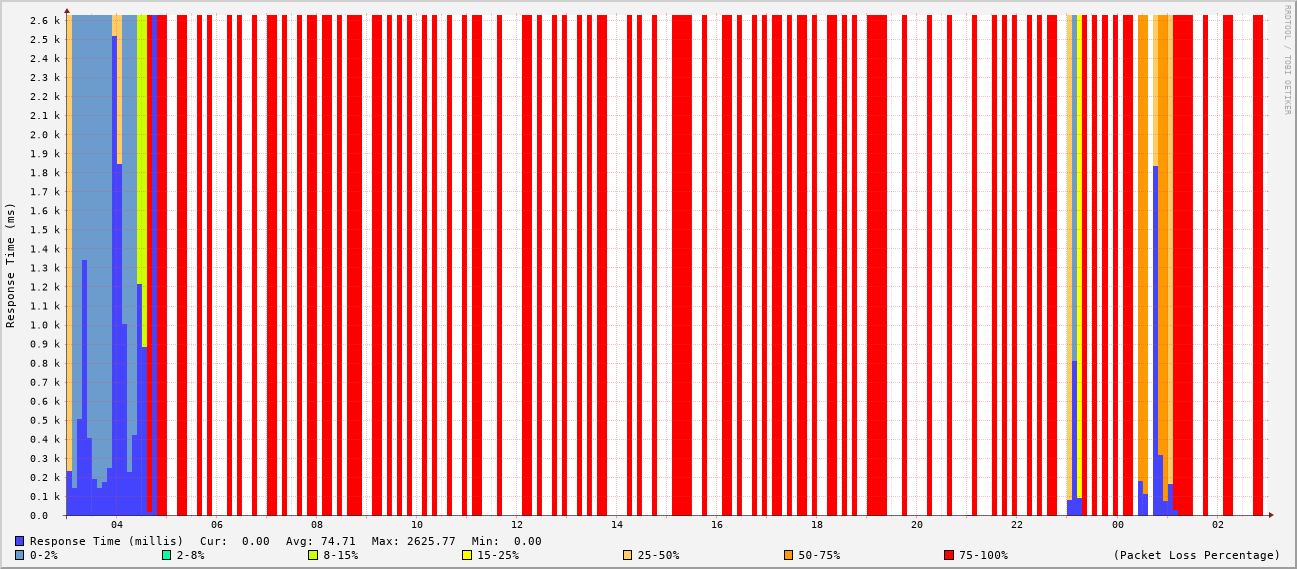 2.6 k
2.5 k
2.4 k
2.3 k
2.2 k
2.1 k
2.0 k
1.9 k
1.8 k
1.7 k
1.6 k
1.5 k
1.4 k
1.3 k
1.2 k
1.1 k
1.0 k
0.9 k
0.8 k
0.7 k
0.6 k
0.5 k
0.4 k
0.3 k
0.2 k
0.1 k
0.0
Response Time (ms)
RRDTOOL / TOBI OETIKER
04 06 08 10 12 14 16 18 20 22 00 02
Response Time (millis) Cur: 0.00 Avg: 74.71 Max: 2625.77 Min: 0.00
0-2% 2-8% 8-15% 15-25% 25-50% 50-75% 75-100% (Packet Loss Percentage)